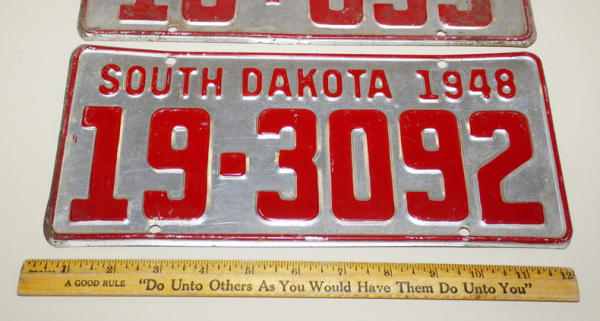 SOUTH DAKOTA 1948
19·3092
1 2 3 4 5 6 7 8 9 10 11 12
A GOOD RULE "Do Unto Others As You Would Have Them Do Unto You"